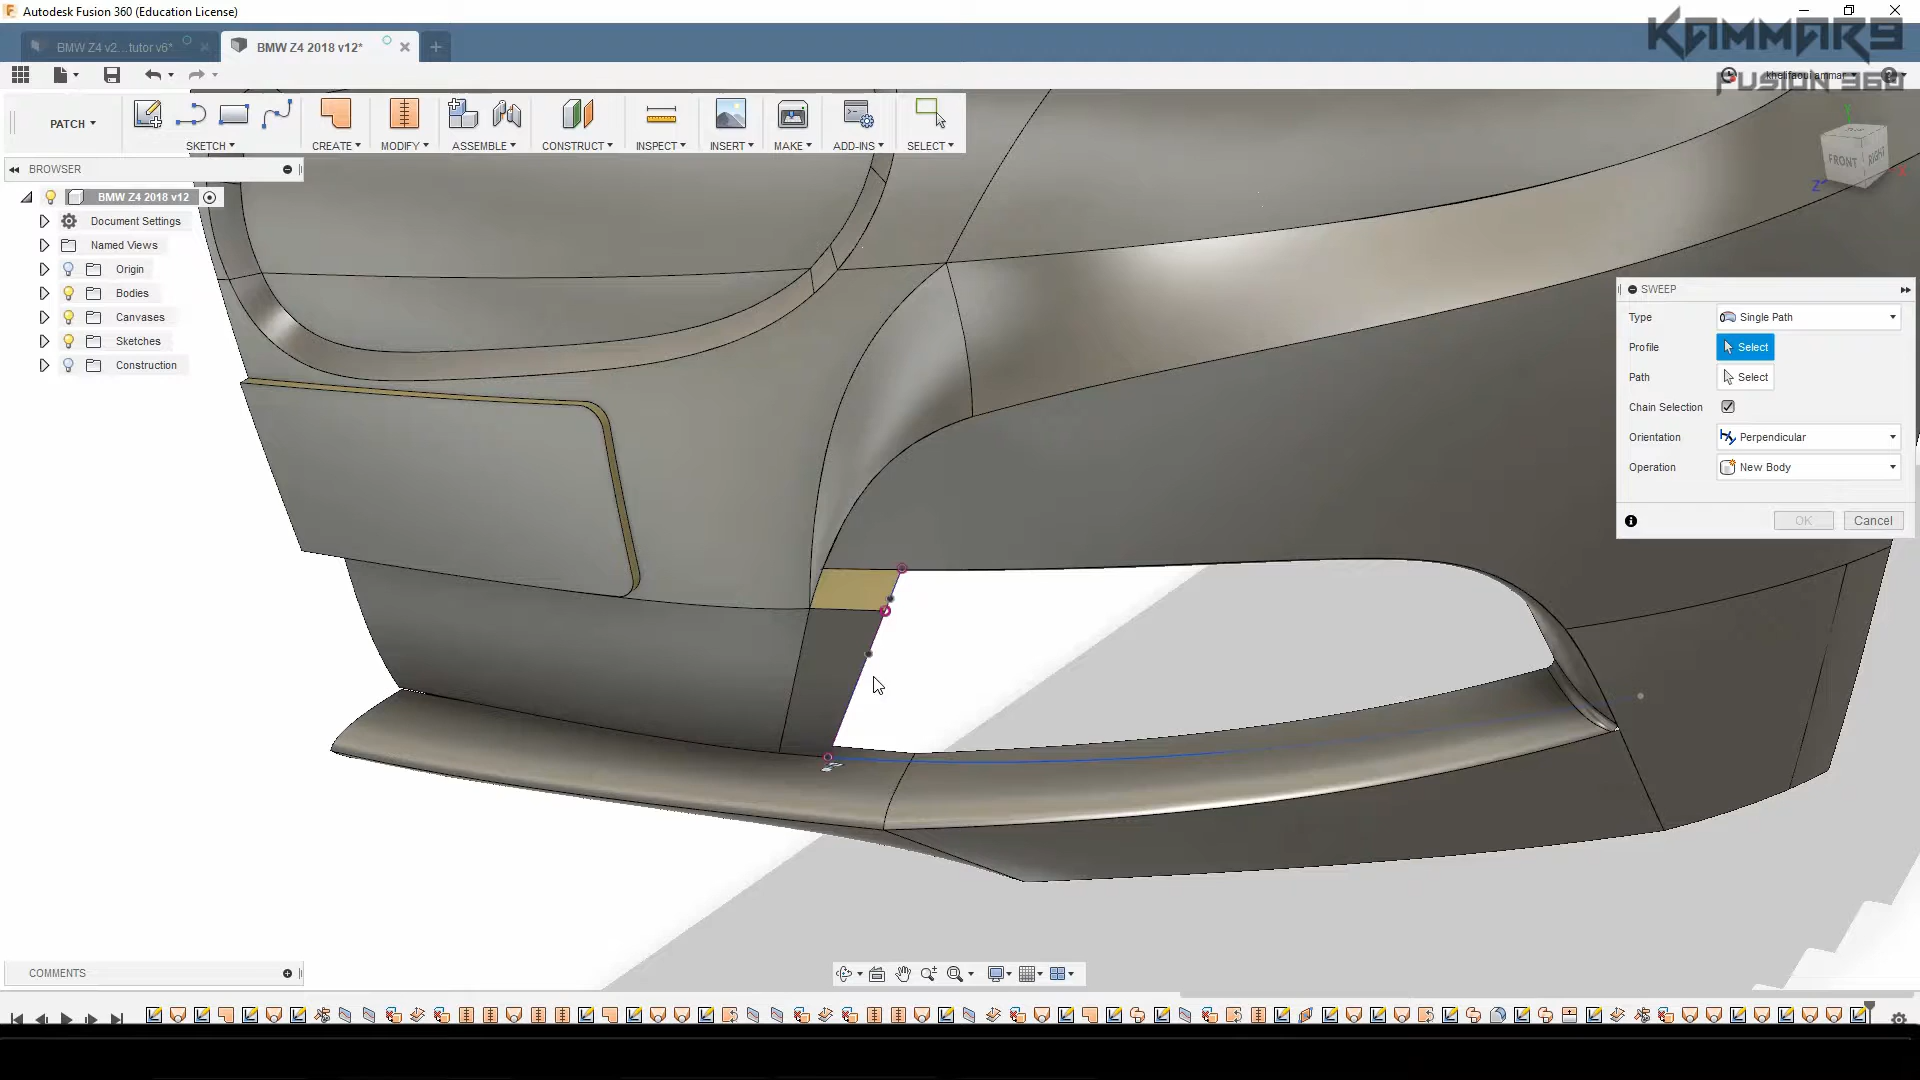 Autodesk Fusion 360 (Education License)
KAMMAR9
FUSION 360
BMW Z4 v2...tutor v6*
BMW Z4 2018 v12*
khelifaoui ammar
PATCH
SKETCH
CREATE
MODIFY
ASSEMBLE
CONSTRUCT
INSPECT
INSERT
MAKE
ADD-INS
SELECT
BROWSER
BMW Z4 2018 v12
Document Settings
Named Views
Origin
Bodies
Canvases
Sketches
Construction
FRONT
RIGHT
Y
Z
X
SWEEP
Type Single Path
Profile Select
Path Select
Chain Selection
Orientation Perpendicular
Operation New Body
OK Cancel
COMMENTS